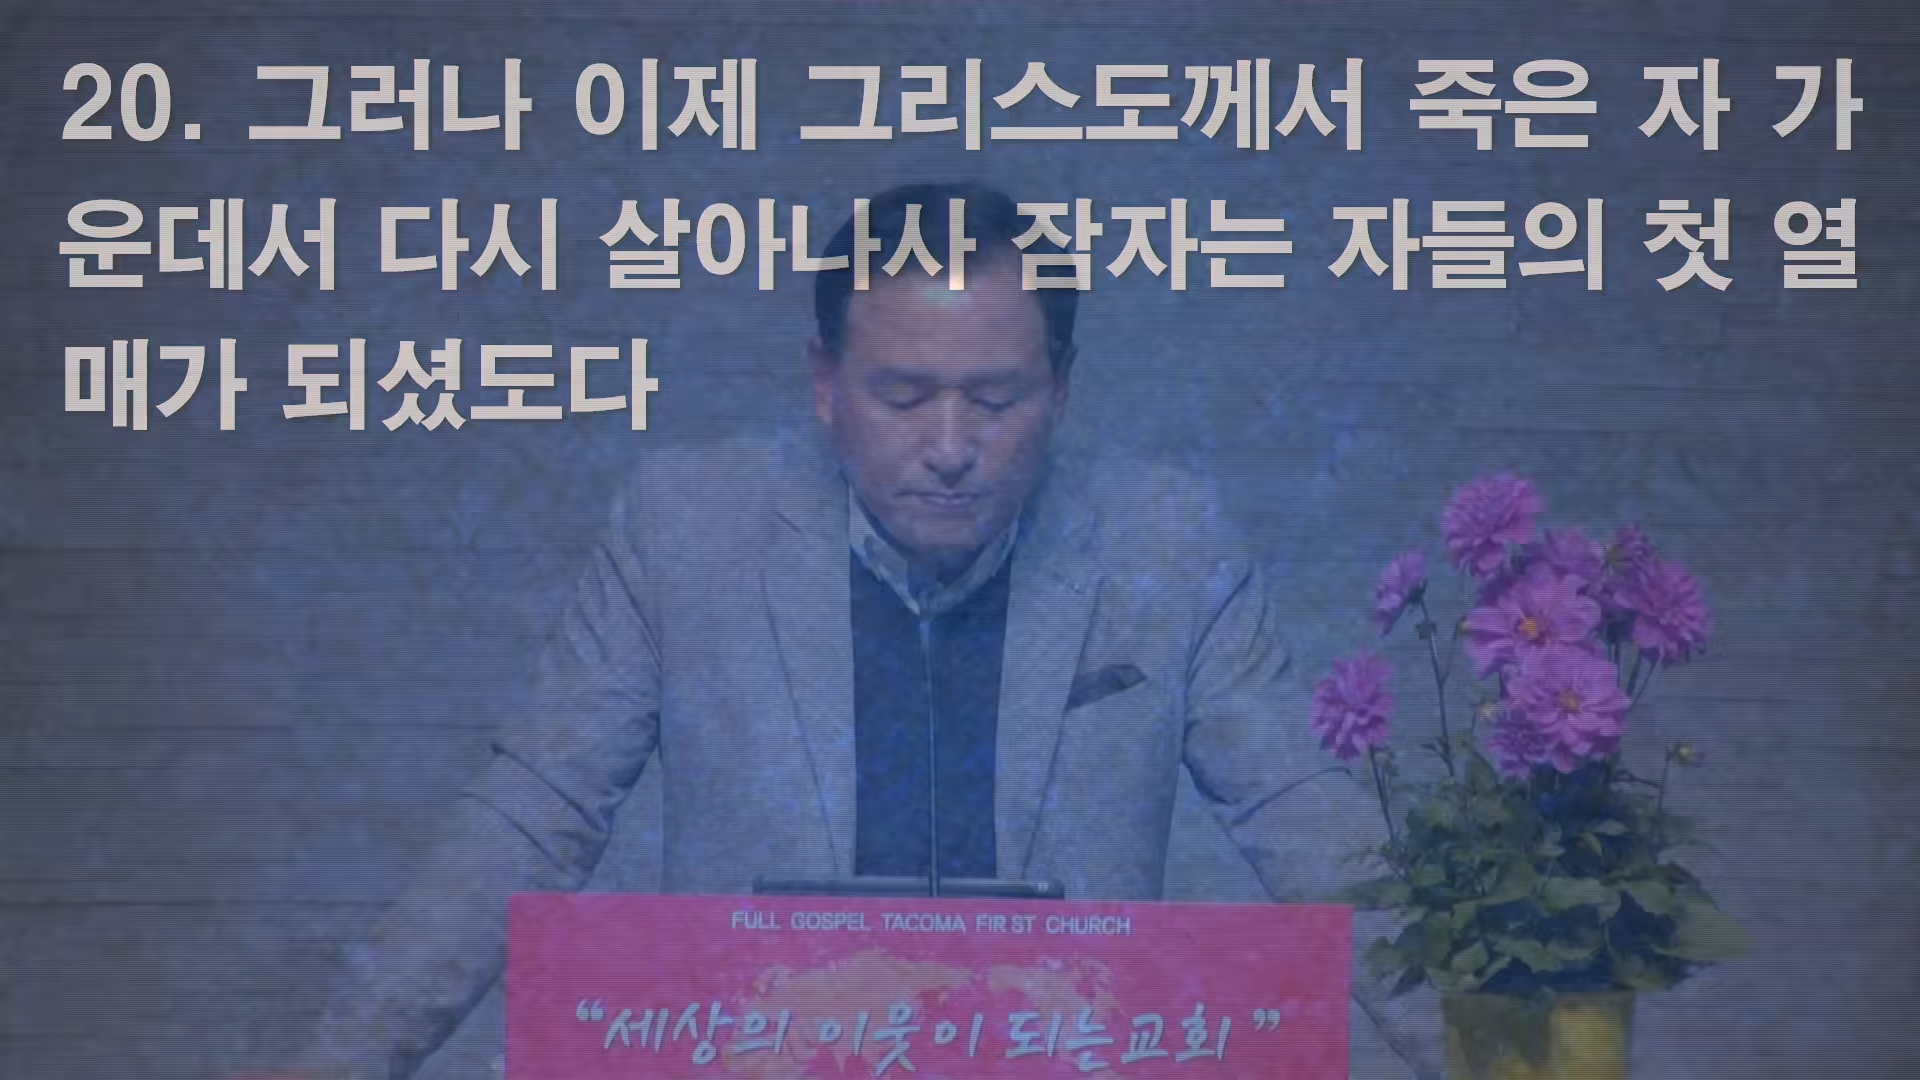 20. 그러나 이제 그리스도께서 죽은 자 가
운데서 다시 살아나사 잠자는 자들의 첫 열
매가 되셨도다
FULL GOSPEL TACOMA FIRST CHURCH
“세상의 이웃이 되는교회”